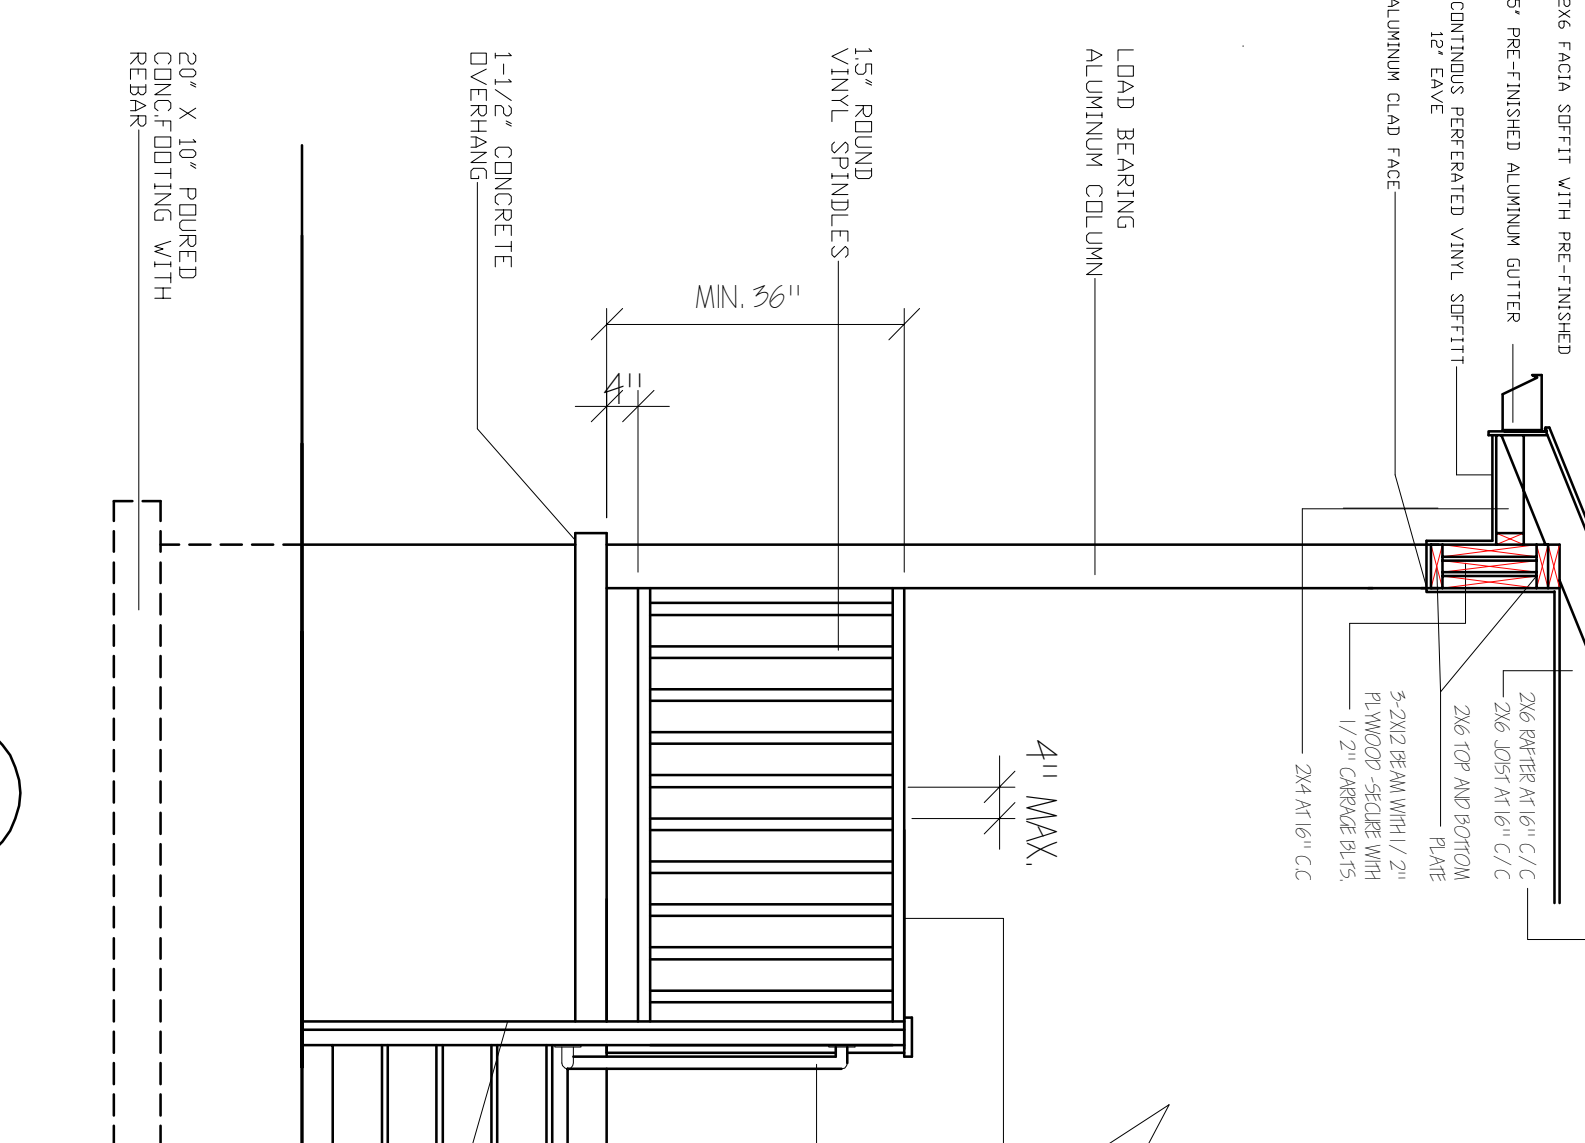 2X6 FACIA SOFFIT WITH PRE-FINISHED
5" PRE-FINISHED ALUMINUM GUTTER
CONTINOUS PERFERATED VINYL SOFFITT
12" EAVE
ALUMINUM CLAD FACE
LOAD BEARING
ALUMINUM COLUMN
1.5" ROUND
VINYL SPINDLES
1-1/2" CONCRETE
OVERHANG
20" X 10" POURED
CONC.FOOTING WITH
REBAR
MIN. 36"
4"
4" MAX.
2X6 RAFTER AT 16" C/C
2X6 JOIST AT 16" C/C
2X6 TOP AND BOTTOM
PLATE
3-2X12 BEAM WITH 1/2"
PLYWOOD -SECURE WITH
1/2" CARRAGE BLTS.
2X4 AT 16" C.C